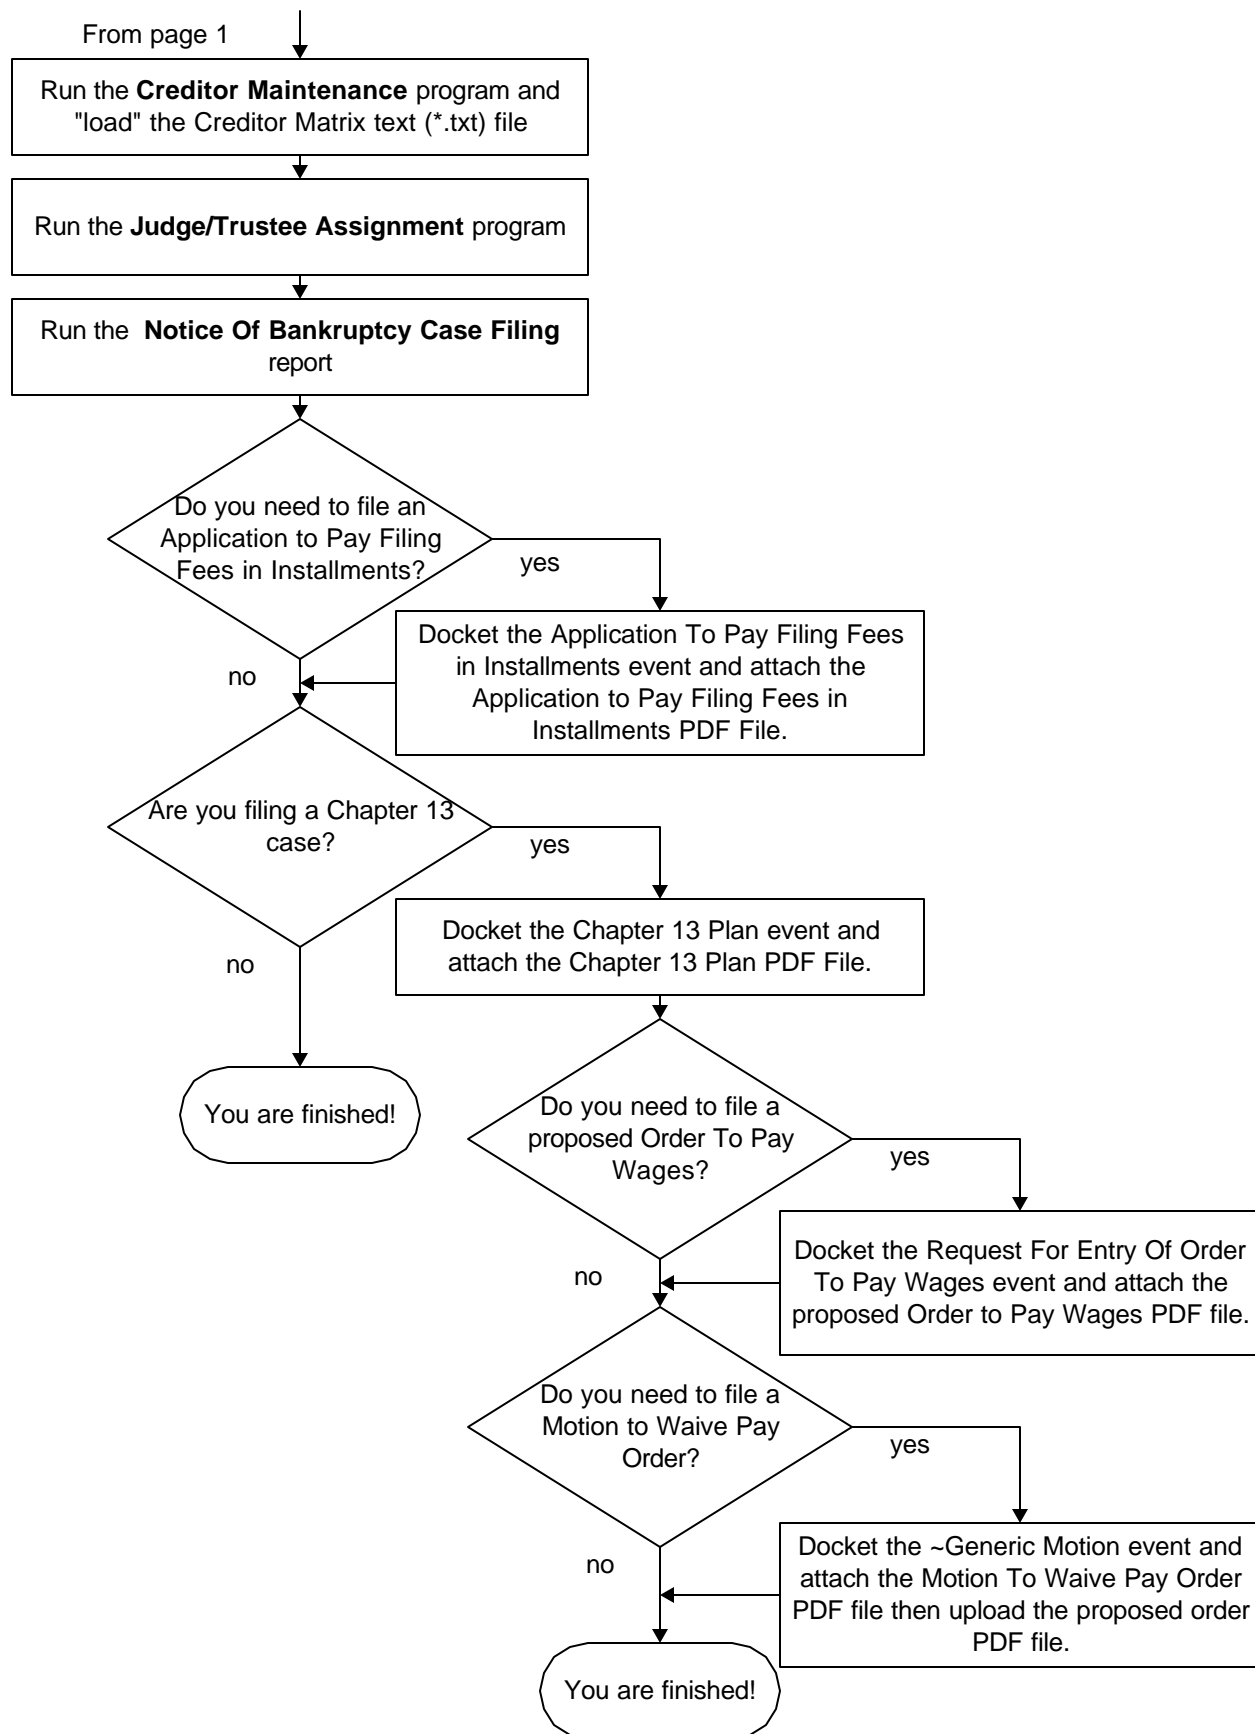 From page 1
Run the Creditor Maintenance program and
"load" the Creditor Matrix text (*.txt) file
Run the Judge/Trustee Assignment program
Run the Notice Of Bankruptcy Case Filing
report
Do you need to file an
Application to Pay Filing
Fees in Installments?
yes
Docket the Application To Pay Filing Fees
in Installments event and attach the
Application to Pay Filing Fees in
Installments PDF File.
no
Are you filing a Chapter 13
case?
yes
Docket the Chapter 13 Plan event and
attach the Chapter 13 Plan PDF File.
no
You are finished!
Do you need to file a
proposed Order To Pay
Wages?
yes
Docket the Request For Entry Of Order
To Pay Wages event and attach the
proposed Order to Pay Wages PDF file.
no
Do you need to file a
Motion to Waive Pay
Order?
yes
Docket the ~Generic Motion event and
attach the Motion To Waive Pay Order
PDF file then upload the proposed order
PDF file.
no
You are finished!